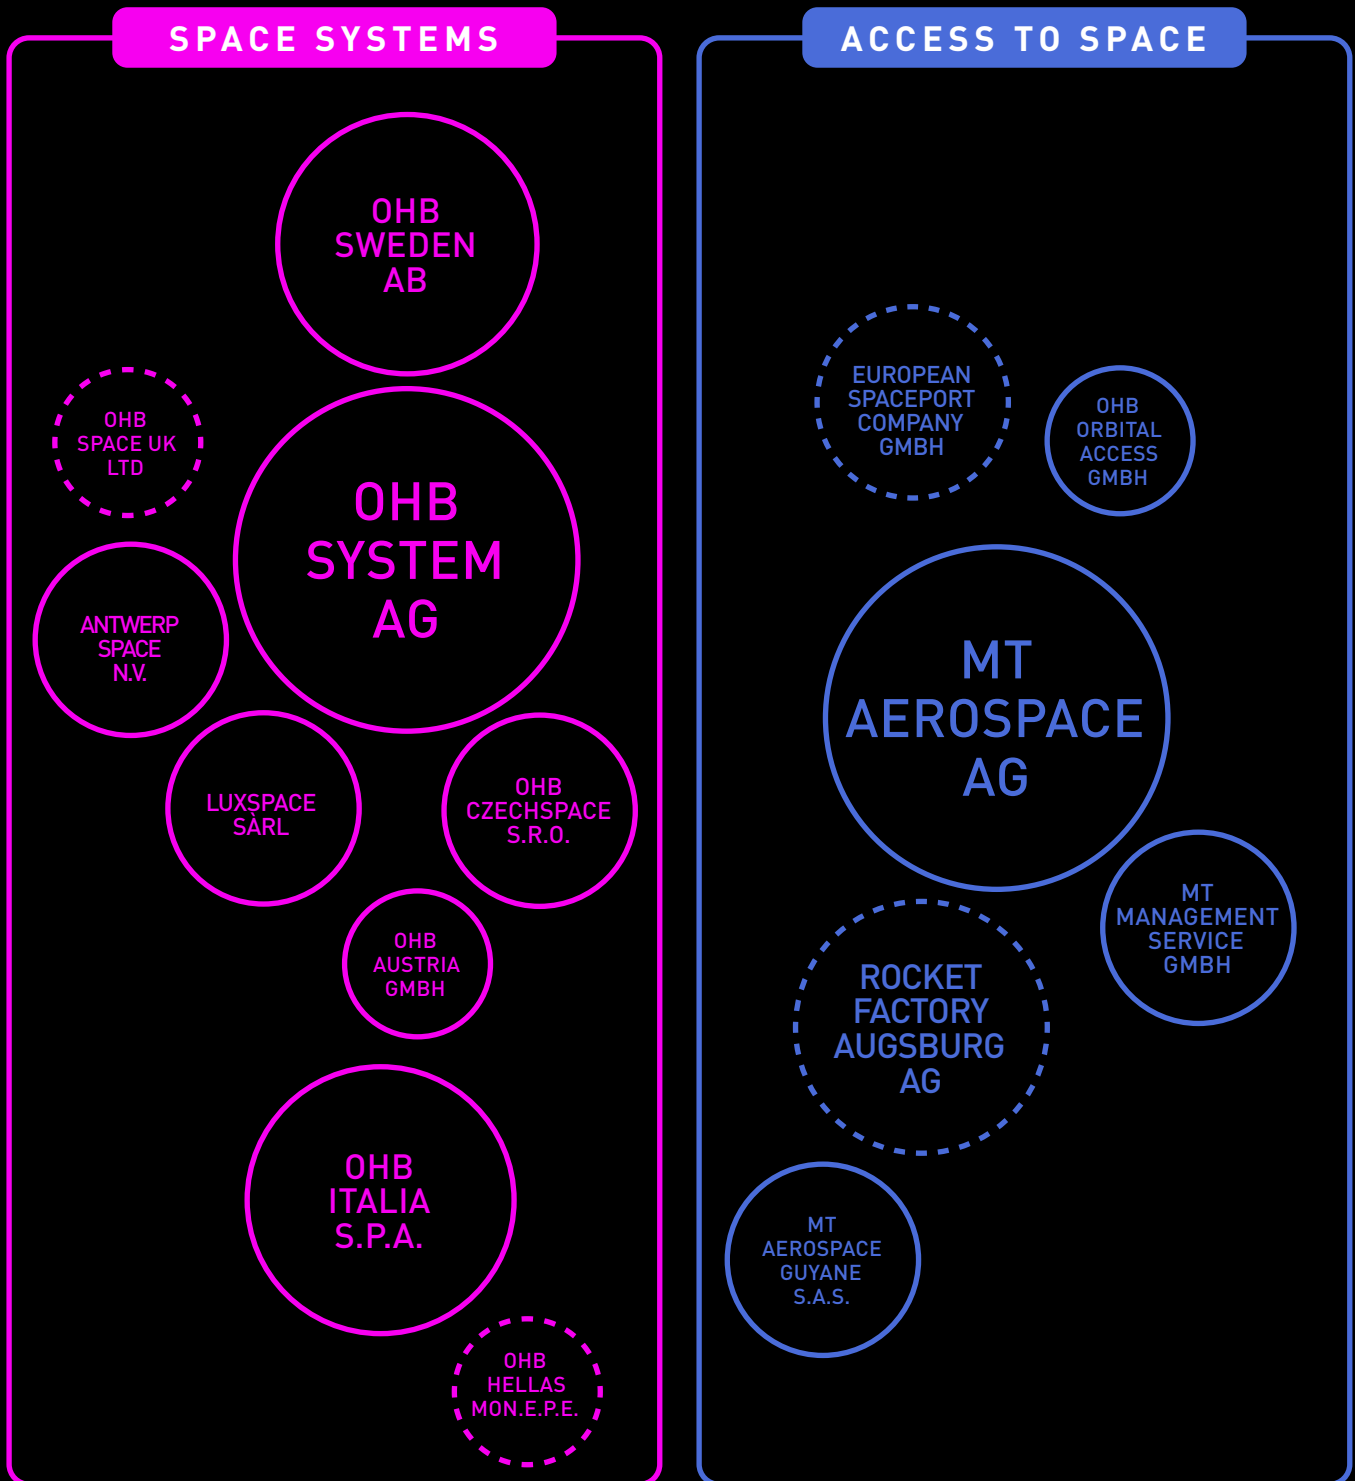 SPACE SYSTEMS
OHB
SWEDEN
AB
OHB
SPACE UK
LTD
OHB
SYSTEM
AG
ANTWERP
SPACE
N.V.
LUXSPACE
SÀRL
OHB
CZECHSPACE
S.R.O.
OHB
AUSTRIA
GMBH
OHB
ITALIA
S.P.A.
OHB
HELLAS
MON.E.P.E.
ACCESS TO SPACE
EUROPEAN
SPACEPORT
COMPANY
GMBH
OHB
ORBITAL
ACCESS
GMBH
MT
AEROSPACE
AG
MT
MANAGEMENT
SERVICE
GMBH
ROCKET
FACTORY
AUGSBURG
AG
MT
AEROSPACE
GUYANE
S.A.S.